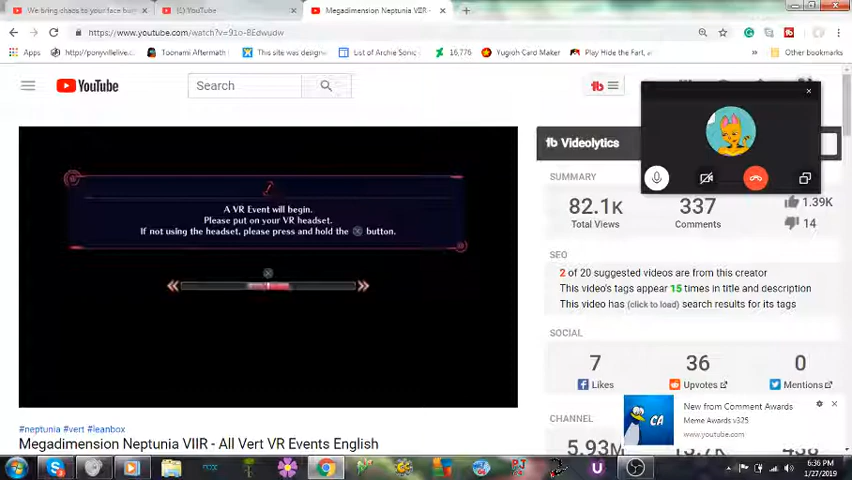 We bring chaos to your face bu
YouTube
Megadimension Neptunia VIIR -
https://www.youtube.com/watch?v=91o-BEdwudw
Apps
http://ponyvillelive.c
Toonami Aftermath
This site was designe
List of Archie Sonic
16,776
Yugioh Card Maker
Play Hide the Fart, a
Other bookmarks
YouTube
Search
A VR Event will begin.
Please put on your VR headset.
If not using the headset, please press and hold the button.
Videolytics
SUMMARY
82.1K
Total Views
337
Comments
1.39K
14
SEO
2 of 20 suggested videos are from this creator
This video's tags appear 15 times in title and description
This video has (click to load) search results for its tags
SOCIAL
7
Likes
36
Upvotes
0
Mentions
CHANNEL
5.93M
New from Comment Awards
Meme Awards v325
www.youtube.com
CA
#neptunia #vert #leanbox
Megadimension Neptunia VIIR - All Vert VR Events English
6:36 PM
1/27/2019